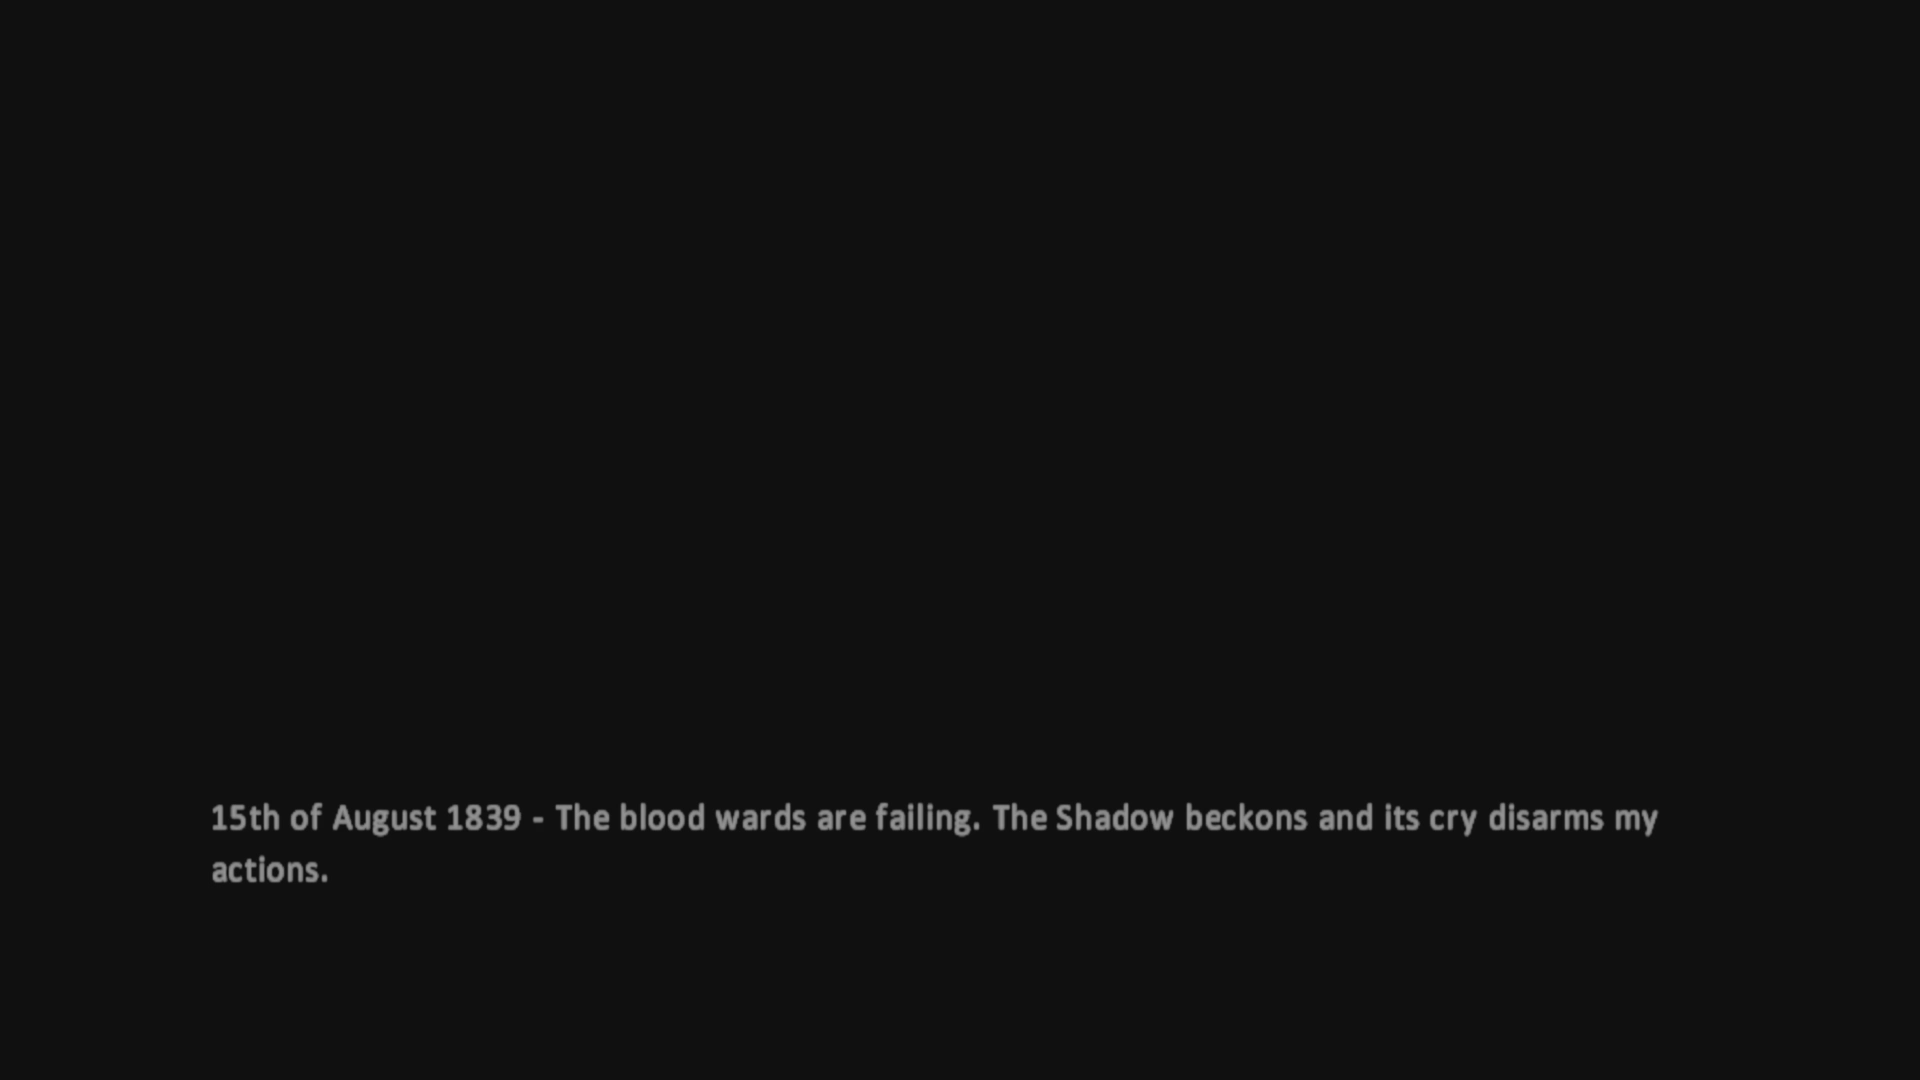 15th of August 1839 - The blood wards are failing. The Shadow beckons and its cry disarms my
actions.